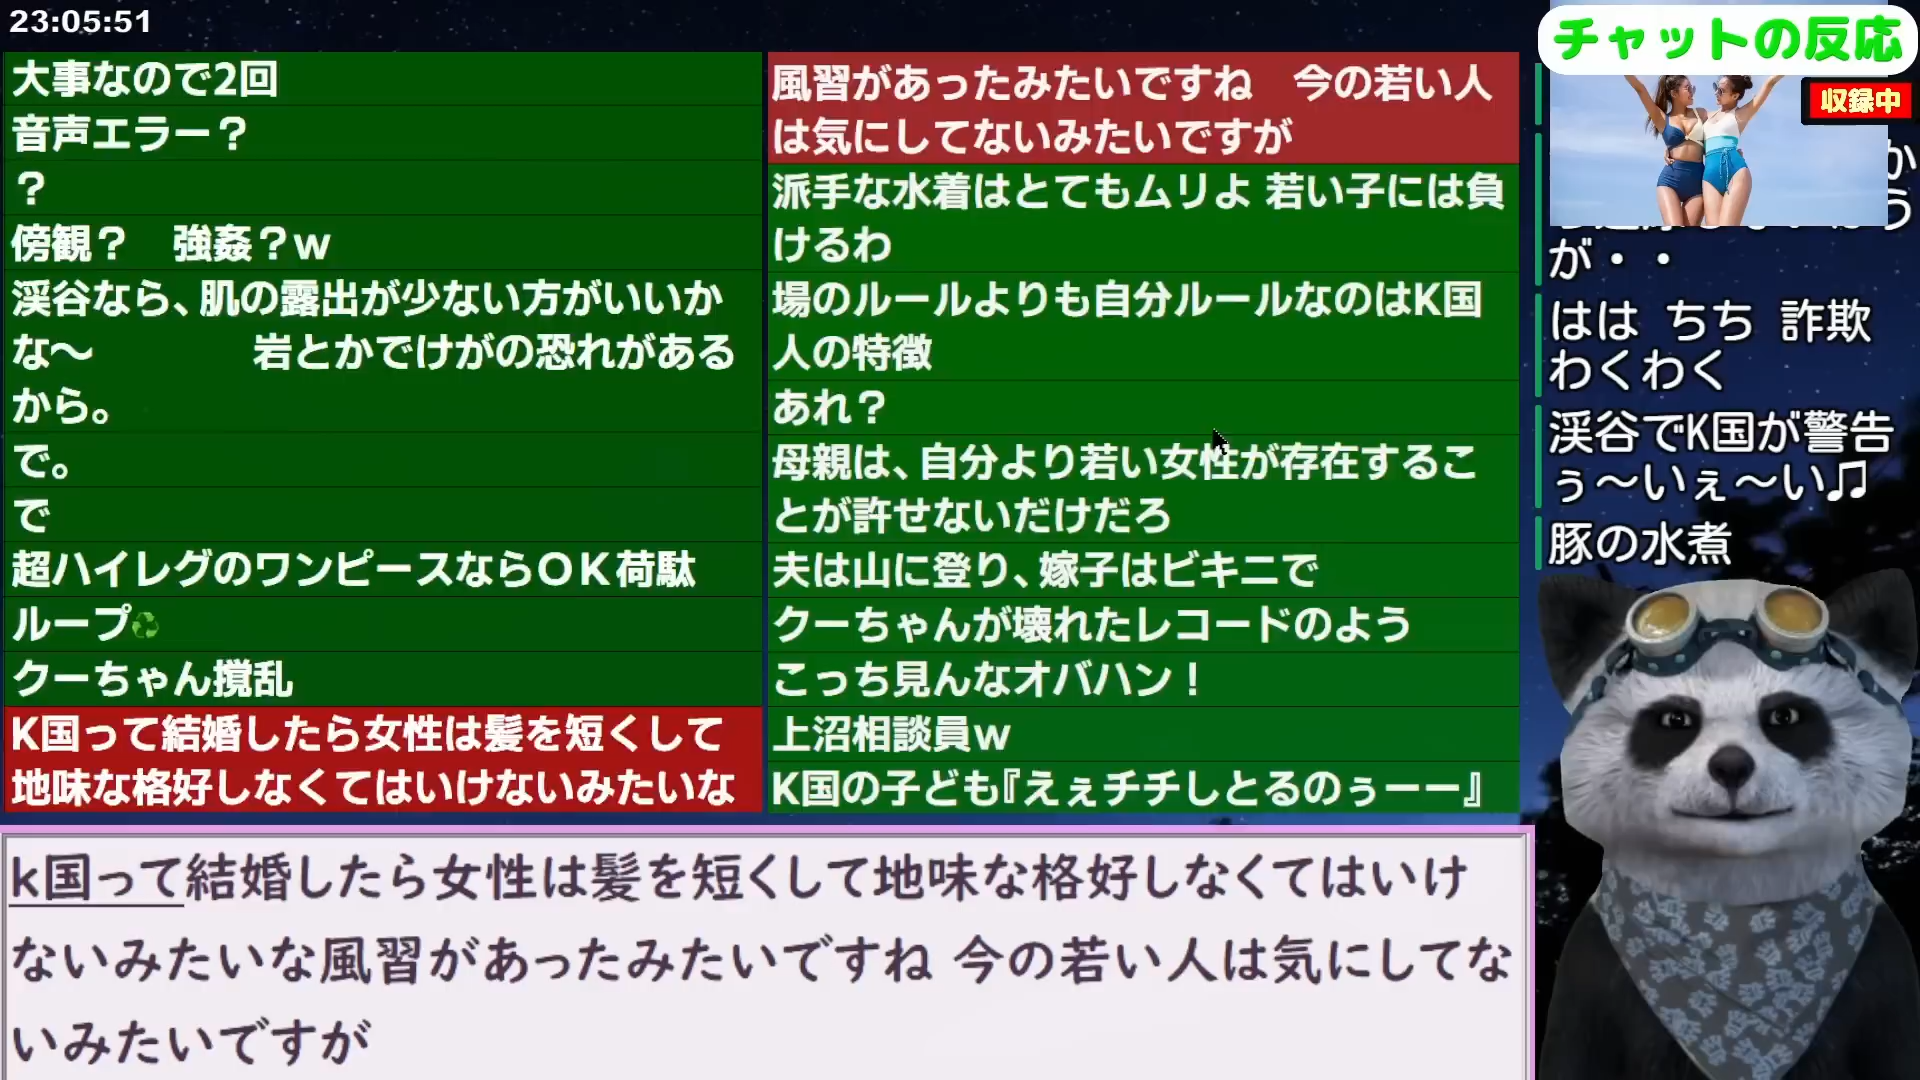 23:05:51
大事なので2回
音声エラー？
？
傍観？　強姦？ｗ
渓谷なら、肌の露出が少ない方がいいか
な〜　　　　岩とかでけがの恐れがある
から。
で。
で
超ハイレグのワンピースならＯＫ荷駄
ループ♻
クーちゃん撹乱
K国って結婚したら女性は髪を短くして
地味な格好しなくてはいけないみたいな
風習があったみたいですね　今の若い人
は気にしてないみたいですが
派手な水着はとてもムリよ 若い子には負
けるわ
場のルールよりも自分ルールなのはK国
人の特徴
あれ？
母親は、自分より若い女性が存在するこ
とが許せないだけだろ
夫は山に登り、嫁子はビキニで
クーちゃんが壊れたレコードのよう
こっち見んなオバハン！
上沼相談員ｗ
K国の子ども『えぇチチしとるのぅーー』
チャットの反応
収録中
か
う
が・・
はは ちち 詐欺
わくわく
渓谷でK国が警告
ぅ〜いぇ〜い♫
豚の水煮
k国って結婚したら女性は髪を短くして地味な格好しなくてはいけ
ないみたいな風習があったみたいですね 今の若い人は気にしてな
いみたいですが